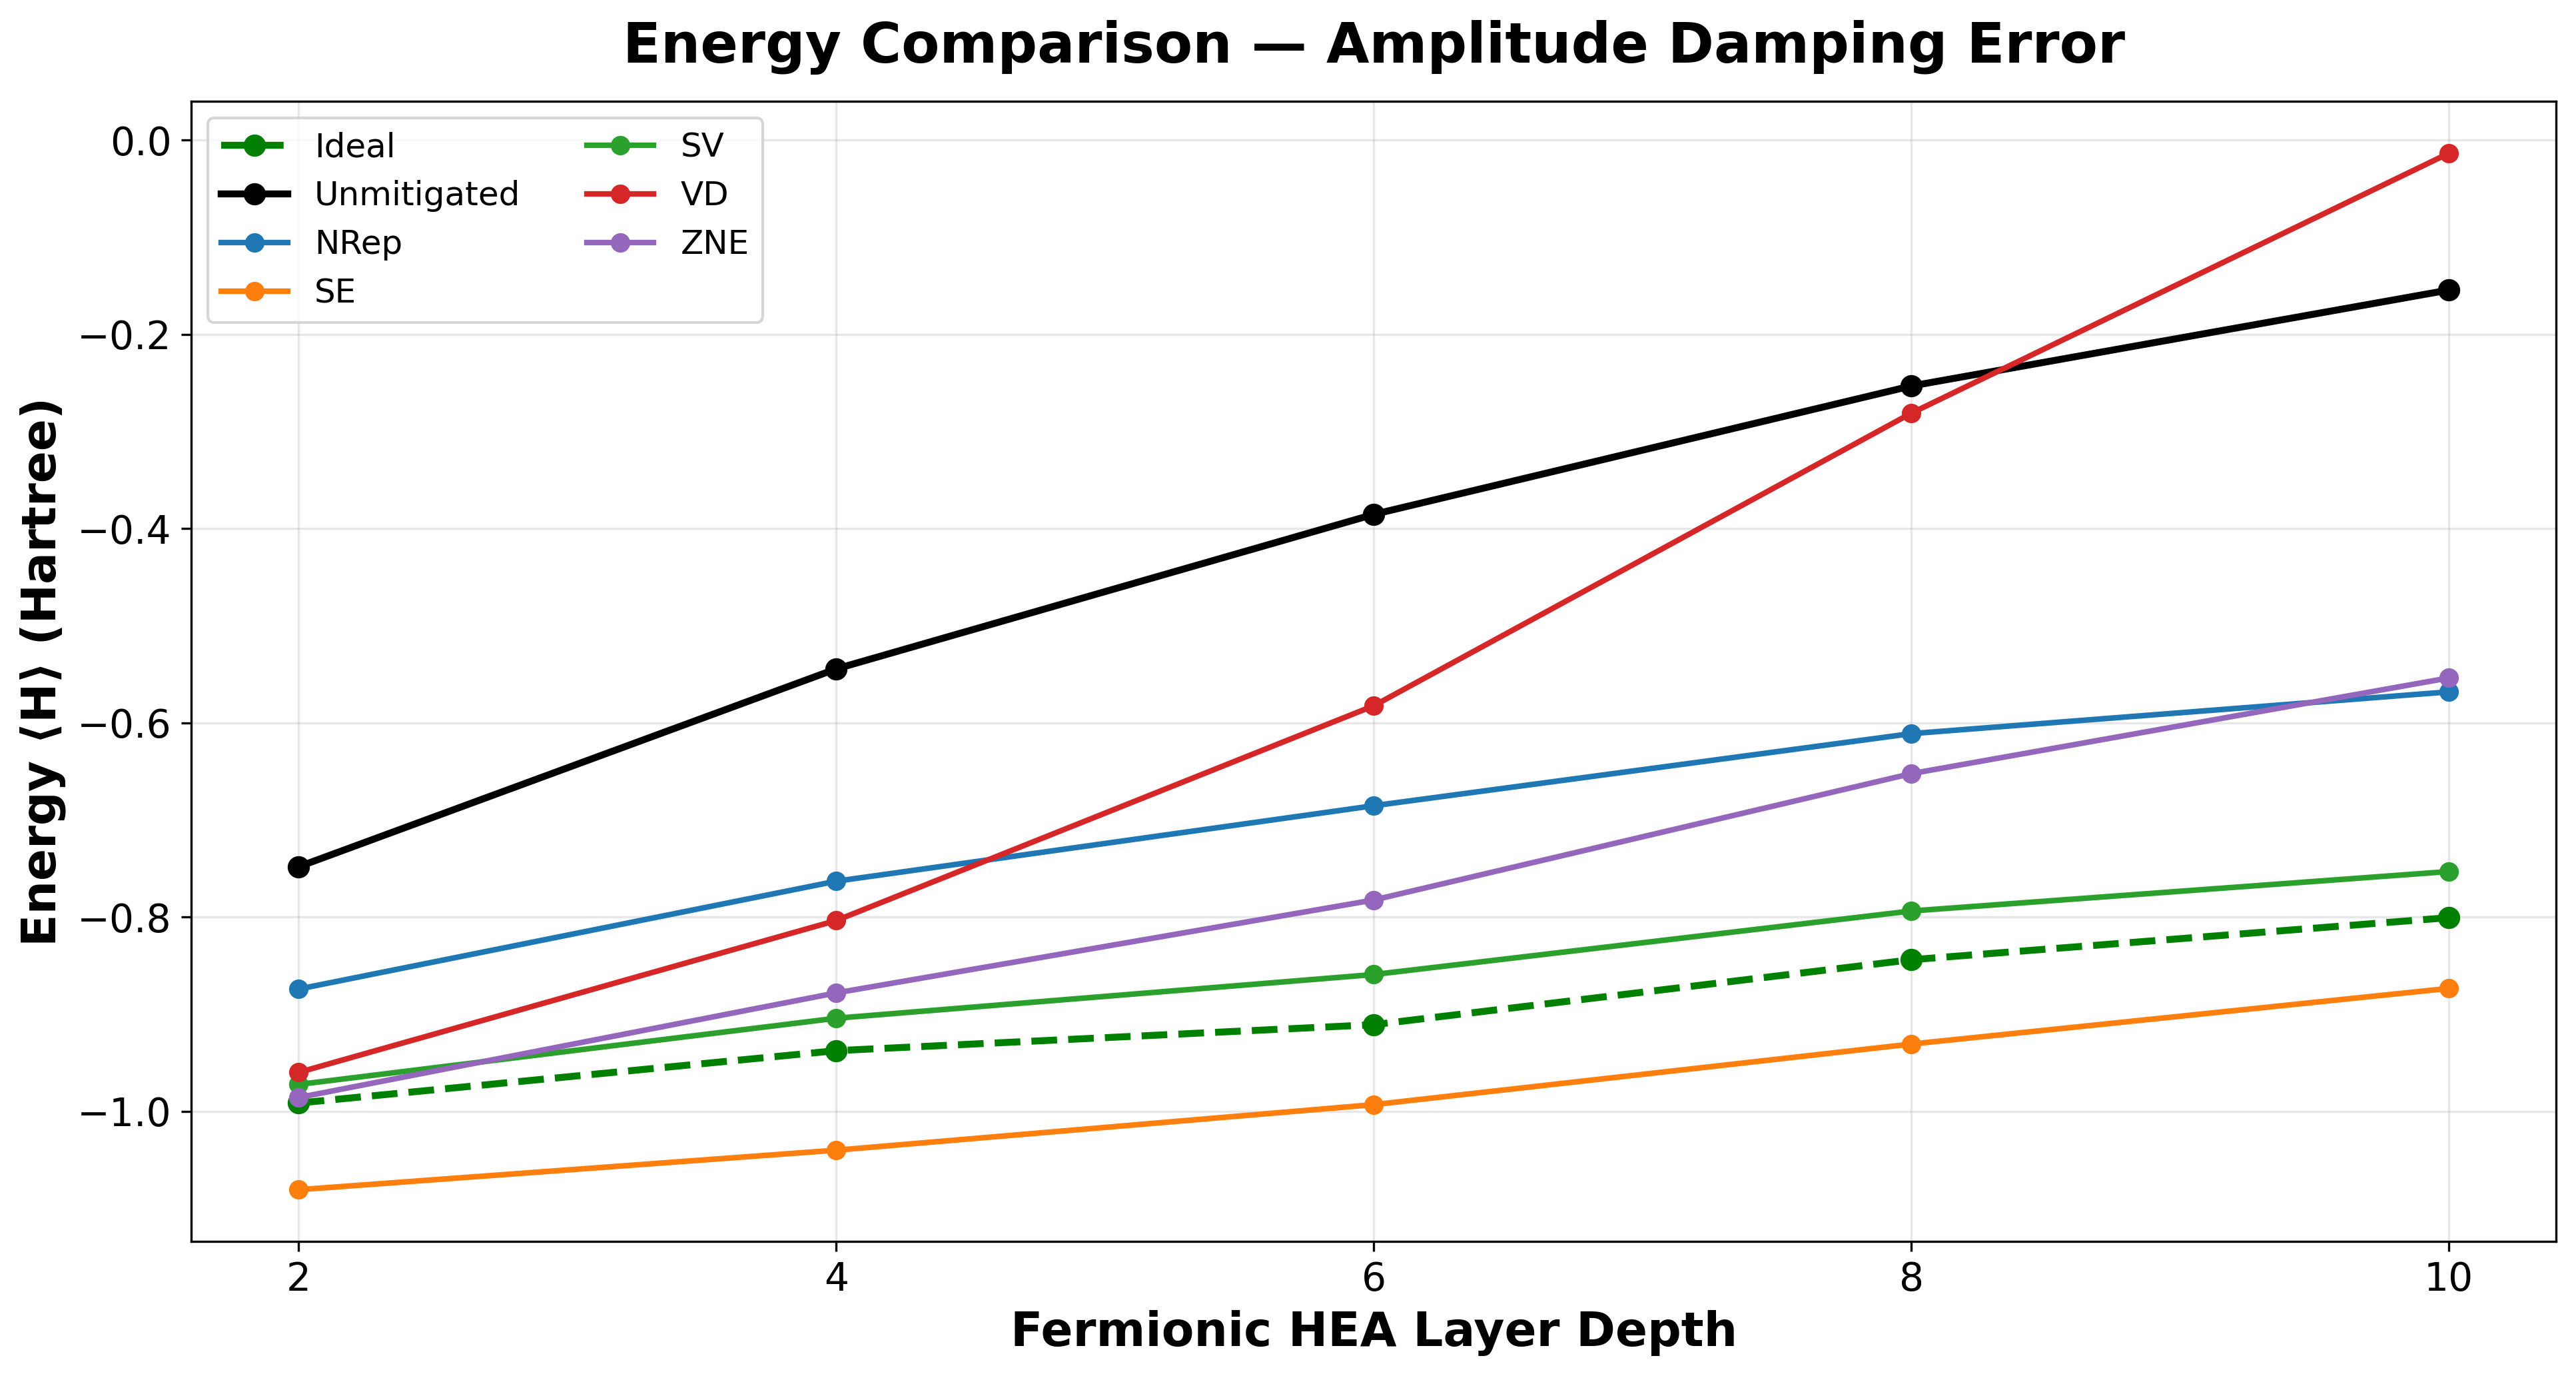 Energy Comparison — Amplitude Damping Error
Energy ⟨H⟩ (Hartree)
0.0
−0.2
−0.4
−0.6
−0.8
−1.0
Ideal
Unmitigated
NRep
SE
SV
VD
ZNE
2 4 6 8 10
Fermionic HEA Layer Depth